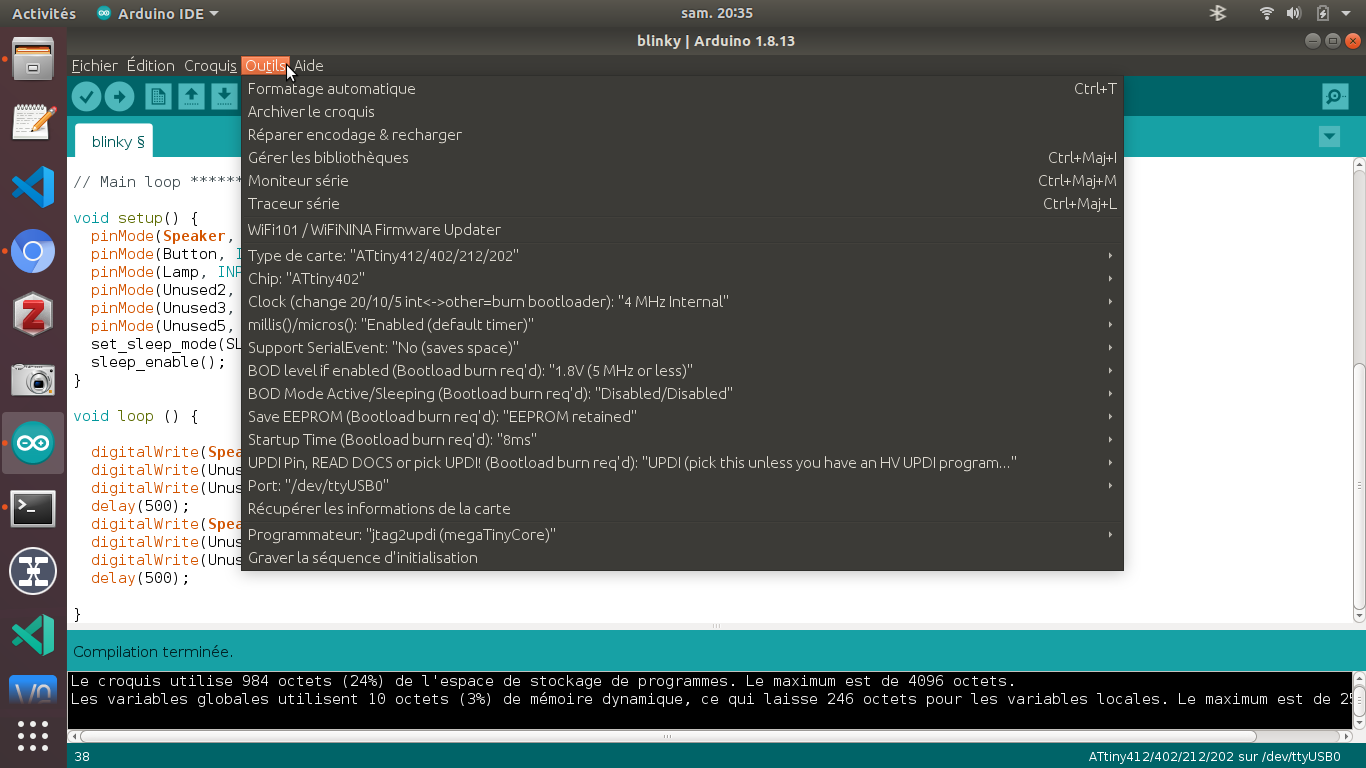 Activités Arduino IDE sam. 20:35
blinky | Arduino 1.8.13
Fichier Édition Croquis Outils Aide
Formatage automatique Ctrl+T
Archiver le croquis
Réparer encodage & recharger
Gérer les bibliothèques Ctrl+Maj+I
Moniteur série Ctrl+Maj+M
Traceur série Ctrl+Maj+L
WiFi101 / WiFiNINA Firmware Updater
Type de carte: "ATtiny412/402/212/202"
Chip: "ATtiny402"
Clock (change 20/10/5 int<->other=burn bootloader): "4 MHz Internal"
millis()/micros(): "Enabled (default timer)"
Support SerialEvent: "No (saves space)"
BOD level if enabled (Bootload burn req'd): "1.8V (5 MHz or less)"
BOD Mode Active/Sleeping (Bootload burn req'd): "Disabled/Disabled"
Save EEPROM (Bootload burn req'd): "EEPROM retained"
Startup Time (Bootload burn req'd): "8ms"
UPDI Pin, READ DOCS or pick UPDI! (Bootload burn req'd): "UPDI (pick this unless you have an HV UPDI program..."
Port: "/dev/ttyUSB0"
Récupérer les informations de la carte
Programmateur: "jtag2updi (megaTinyCore)"
Graver la séquence d'initialisation
blinky §
// Main loop *******
void setup() {
pinMode(Speaker,
pinMode(Button, I
pinMode(Lamp, INP
pinMode(Unused2,
pinMode(Unused3,
pinMode(Unused5,
set_sleep_mode(SL
sleep_enable();
}
void loop () {
digitalWrite(Spea
digitalWrite(Unus
digitalWrite(Unus
delay(500);
digitalWrite(Spea
digitalWrite(Unus
digitalWrite(Unus
delay(500);
}
Compilation terminée.
Le croquis utilise 984 octets (24%) de l'espace de stockage de programmes. Le maximum est de 4096 octets.
Les variables globales utilisent 10 octets (3%) de mémoire dynamique, ce qui laisse 246 octets pour les variables locales. Le maximum est de 25
38 ATtiny412/402/212/202 sur /dev/ttyUSB0